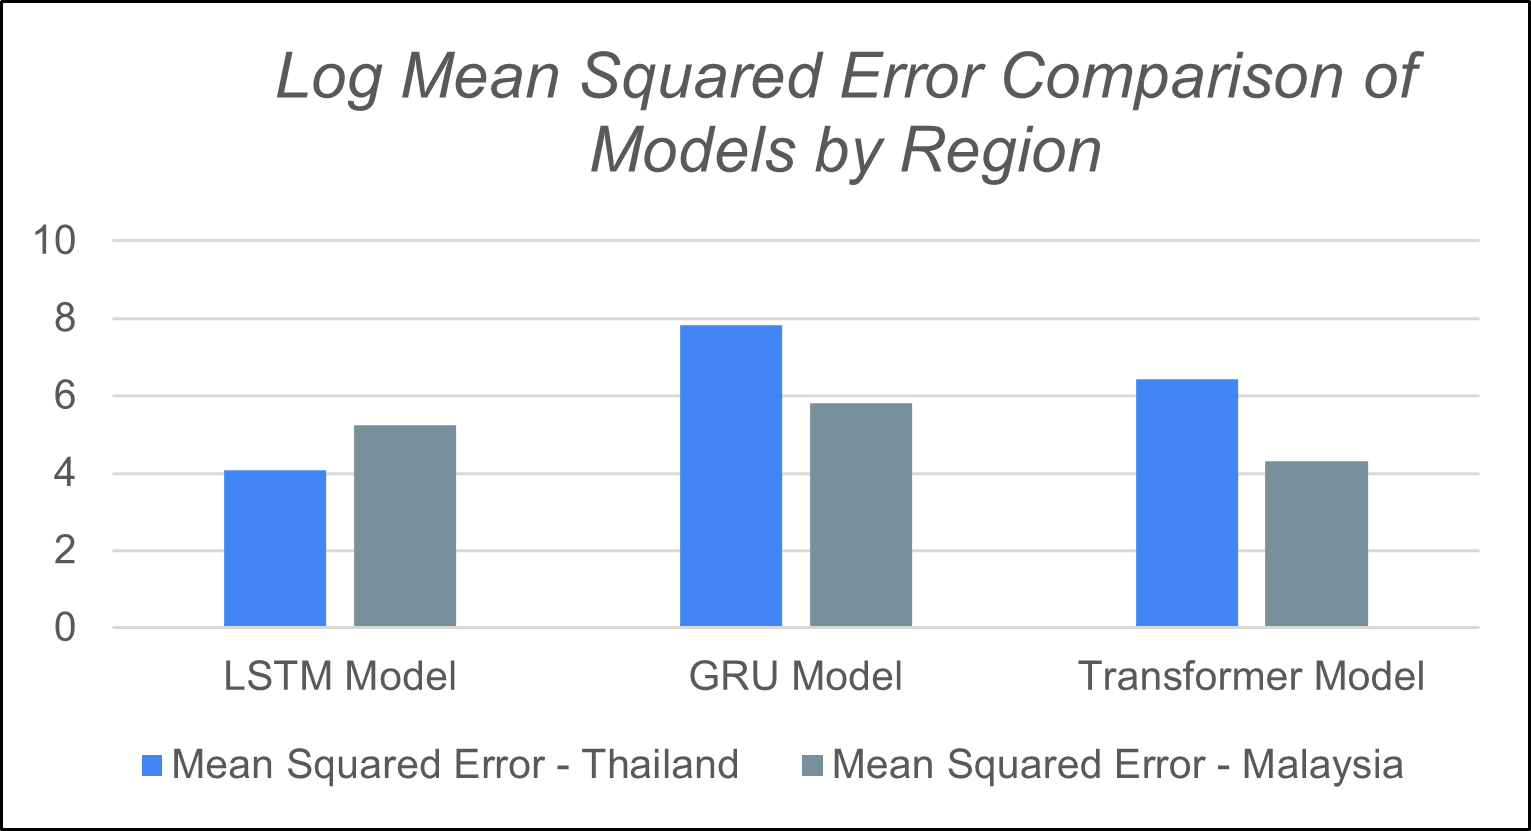 Log Mean Squared Error Comparison of
Models by Region
10
8
6
4
2
0
LSTM Model
GRU Model
Transformer Model
Mean Squared Error - Thailand
Mean Squared Error - Malaysia